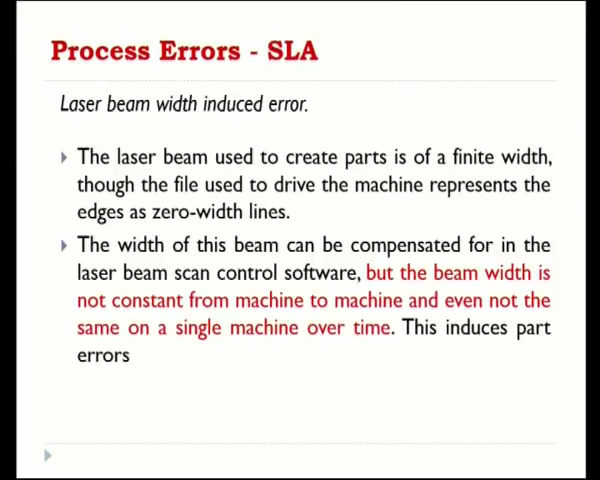 Process Errors - SLA
Laser beam width induced error.
The laser beam used to create parts is of a finite width,
though the file used to drive the machine represents the
edges as zero-width lines.
The width of this beam can be compensated for in the
laser beam scan control software, but the beam width is
not constant from machine to machine and even not the
same on a single machine over time. This induces part
errors